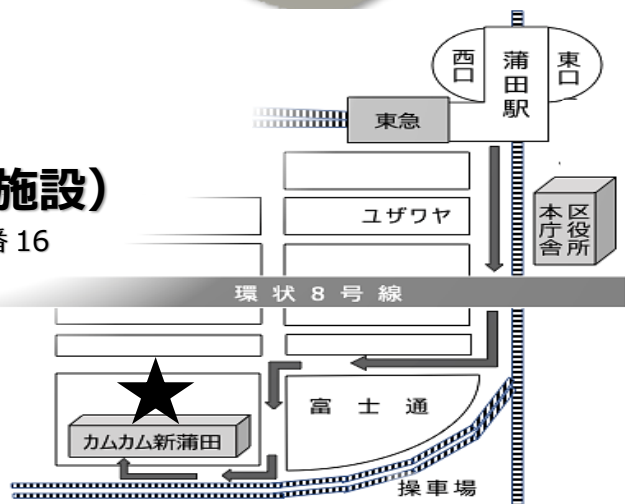 西口
蒲田駅
東口
東急
施設）
番 16
ユザワヤ
区役所
本庁舎
環状８号線
富士通
カムカム新蒲田
操車場